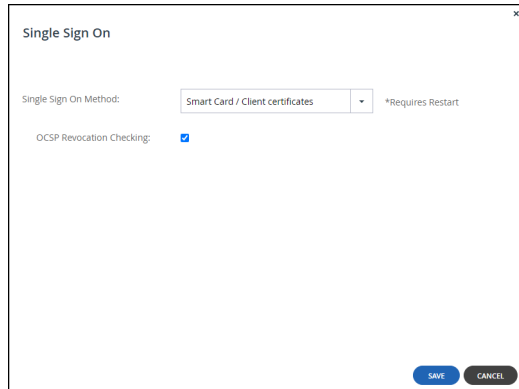 ×
Single Sign On
Single Sign On Method: Smart Card / Client certificates *Requires Restart
OCSP Revocation Checking:
SAVE CANCEL